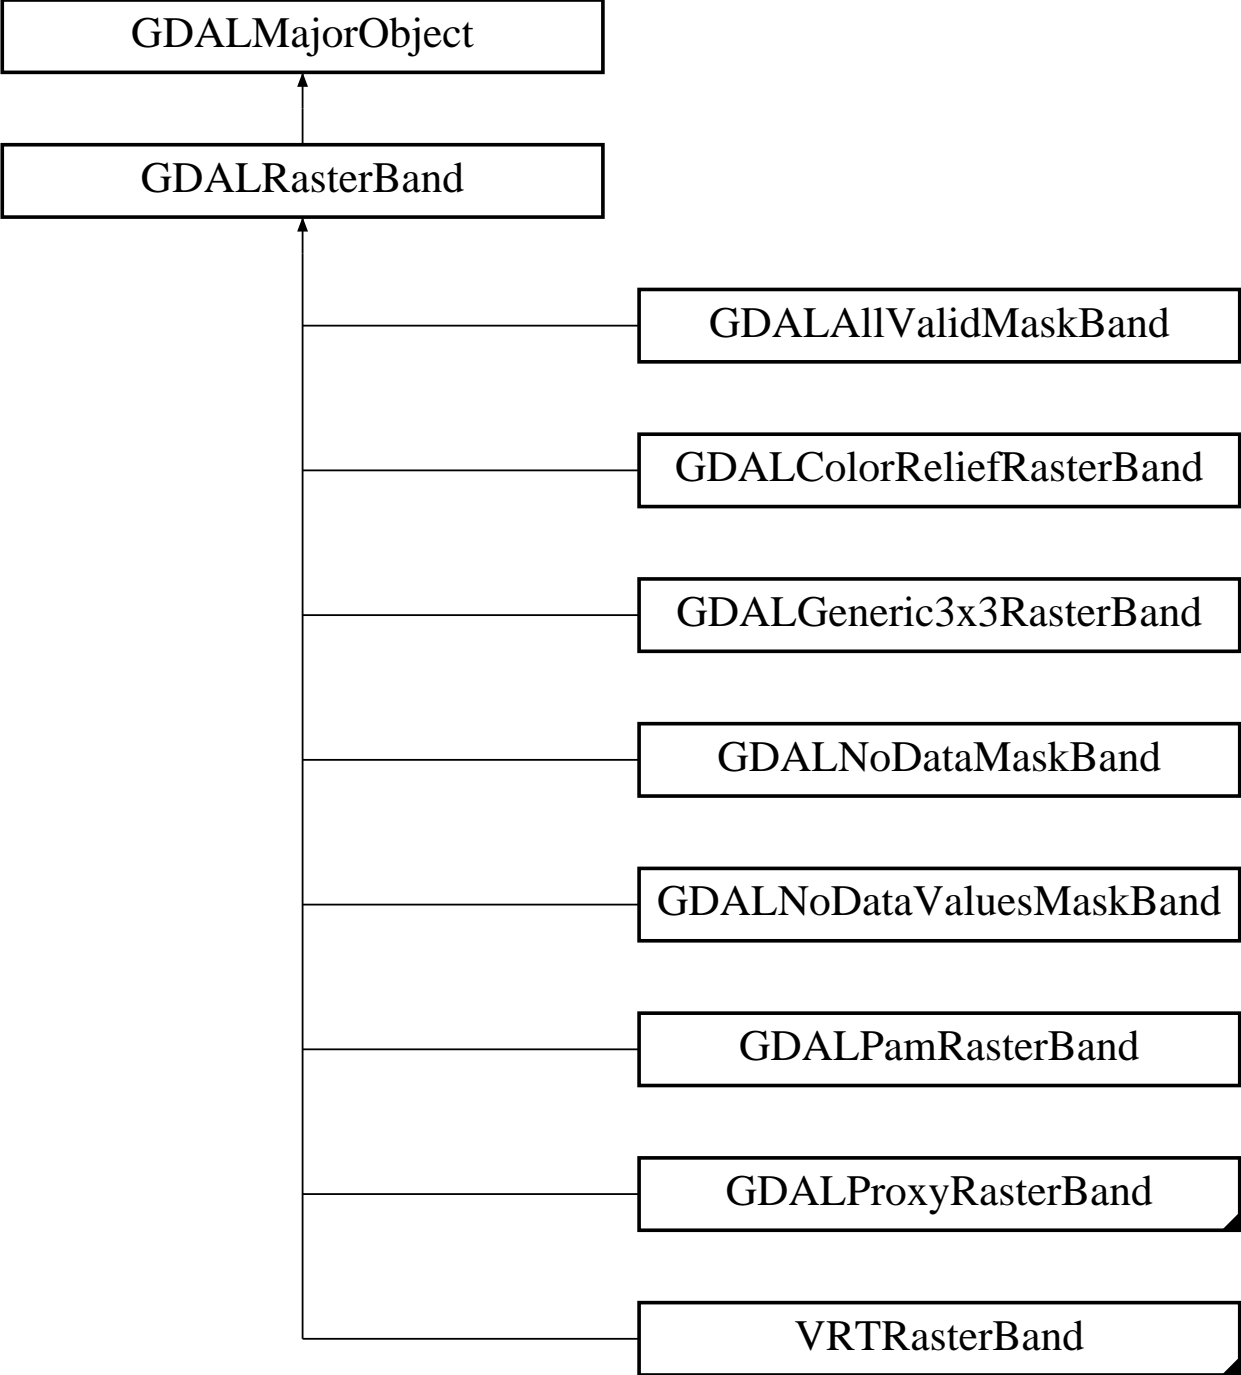 GDALMajorObject
GDALRasterBand
GDALAllValidMaskBand
GDALColorReliefRasterBand
GDALGeneric3x3RasterBand
GDALNoDataMaskBand
GDALNoDataValuesMaskBand
GDALPamRasterBand
GDALProxyRasterBand
VRTRasterBand